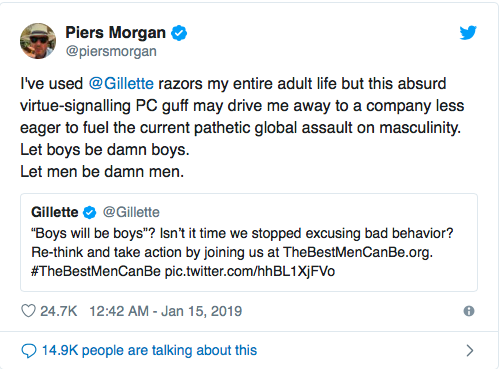 Piers Morgan
@piersmorgan
I've used @Gillette razors my entire adult life but this absurd
virtue-signalling PC guff may drive me away to a company less
eager to fuel the current pathetic global assault on masculinity.
Let boys be damn boys.
Let men be damn men.
Gillette @Gillette
“Boys will be boys”? Isn’t it time we stopped excusing bad behavior?
Re-think and take action by joining us at TheBestMenCanBe.org.
#TheBestMenCanBe pic.twitter.com/hhBL1XjFVo
24.7K 12:42 AM - Jan 15, 2019
14.9K people are talking about this